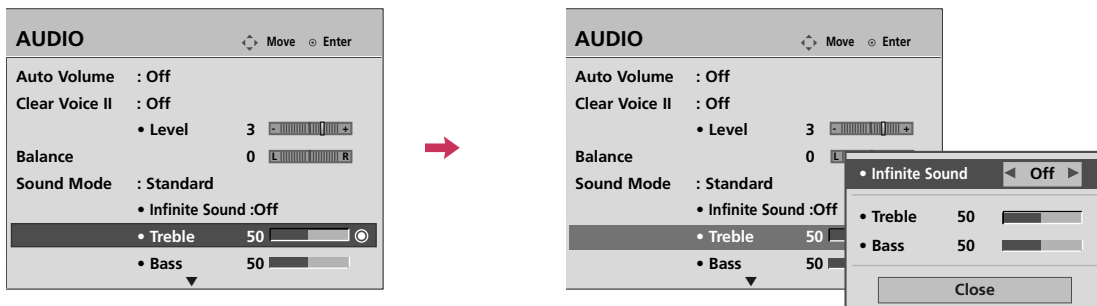 AUDIO Move Enter
Auto Volume : Off
Clear Voice II : Off
• Level 3 - +
Balance 0 L R
Sound Mode : Standard
• Infinite Sound :Off
• Treble 50
• Bass 50
AUDIO Move Enter
Auto Volume : Off
Clear Voice II : Off
• Level 3 - +
Balance 0 L
Sound Mode : Standard
• Infinite Sound :Off
• Treble 50
• Bass 50
• Infinite Sound ◄ Off ►
• Treble 50
• Bass 50
Close